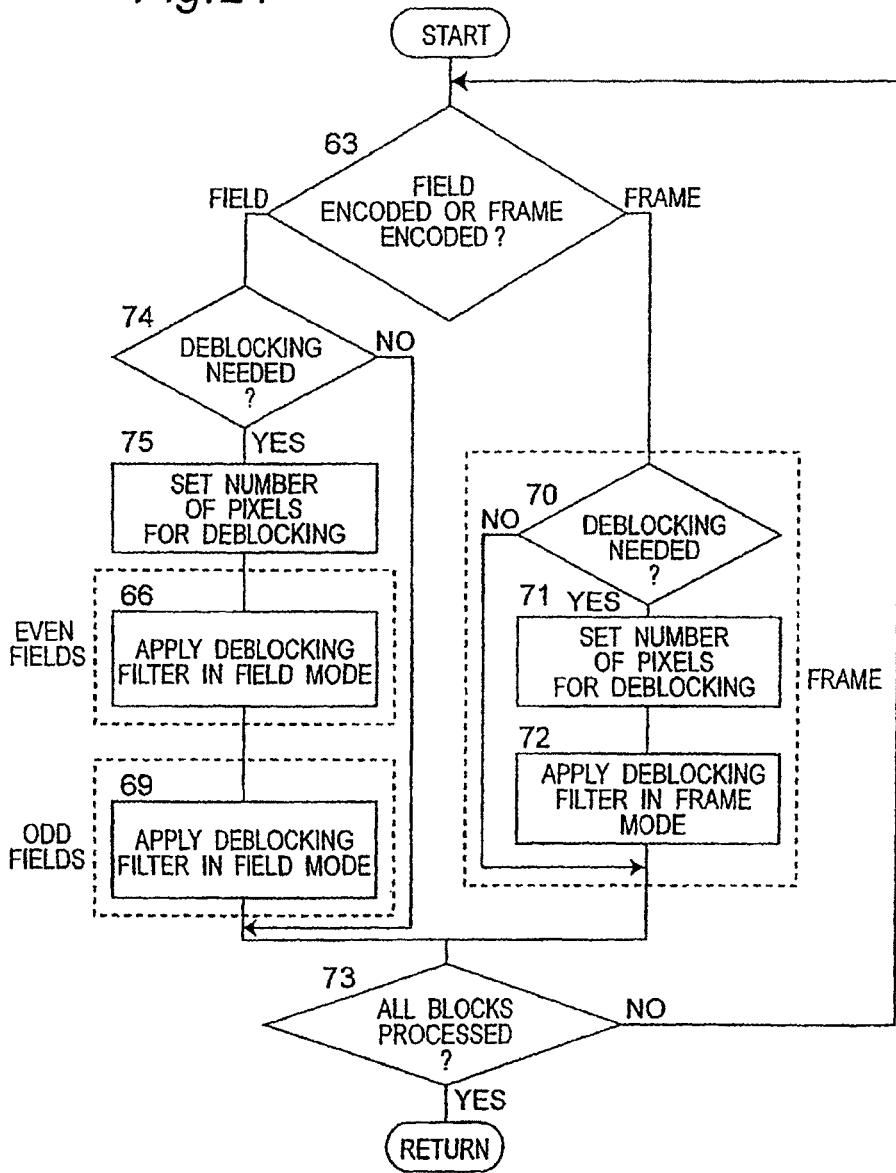 START
63
FIELD
ENCODED OR FRAME
ENCODED ?
FIELD
FRAME
74
DEBLOCKING
NEEDED
?
NO
YES
75
SET NUMBER
OF PIXELS
FOR DEBLOCKING
EVEN
FIELDS
66
APPLY DEBLOCKING
FILTER IN FIELD MODE
ODD
FIELDS
69
APPLY DEBLOCKING
FILTER IN FIELD MODE
70
NO
DEBLOCKING
NEEDED
?
71
YES
SET NUMBER
OF PIXELS
FOR DEBLOCKING
FRAME
72
APPLY DEBLOCKING
FILTER IN FRAME
MODE
73
ALL BLOCKS
PROCESSED
?
NO
YES
RETURN